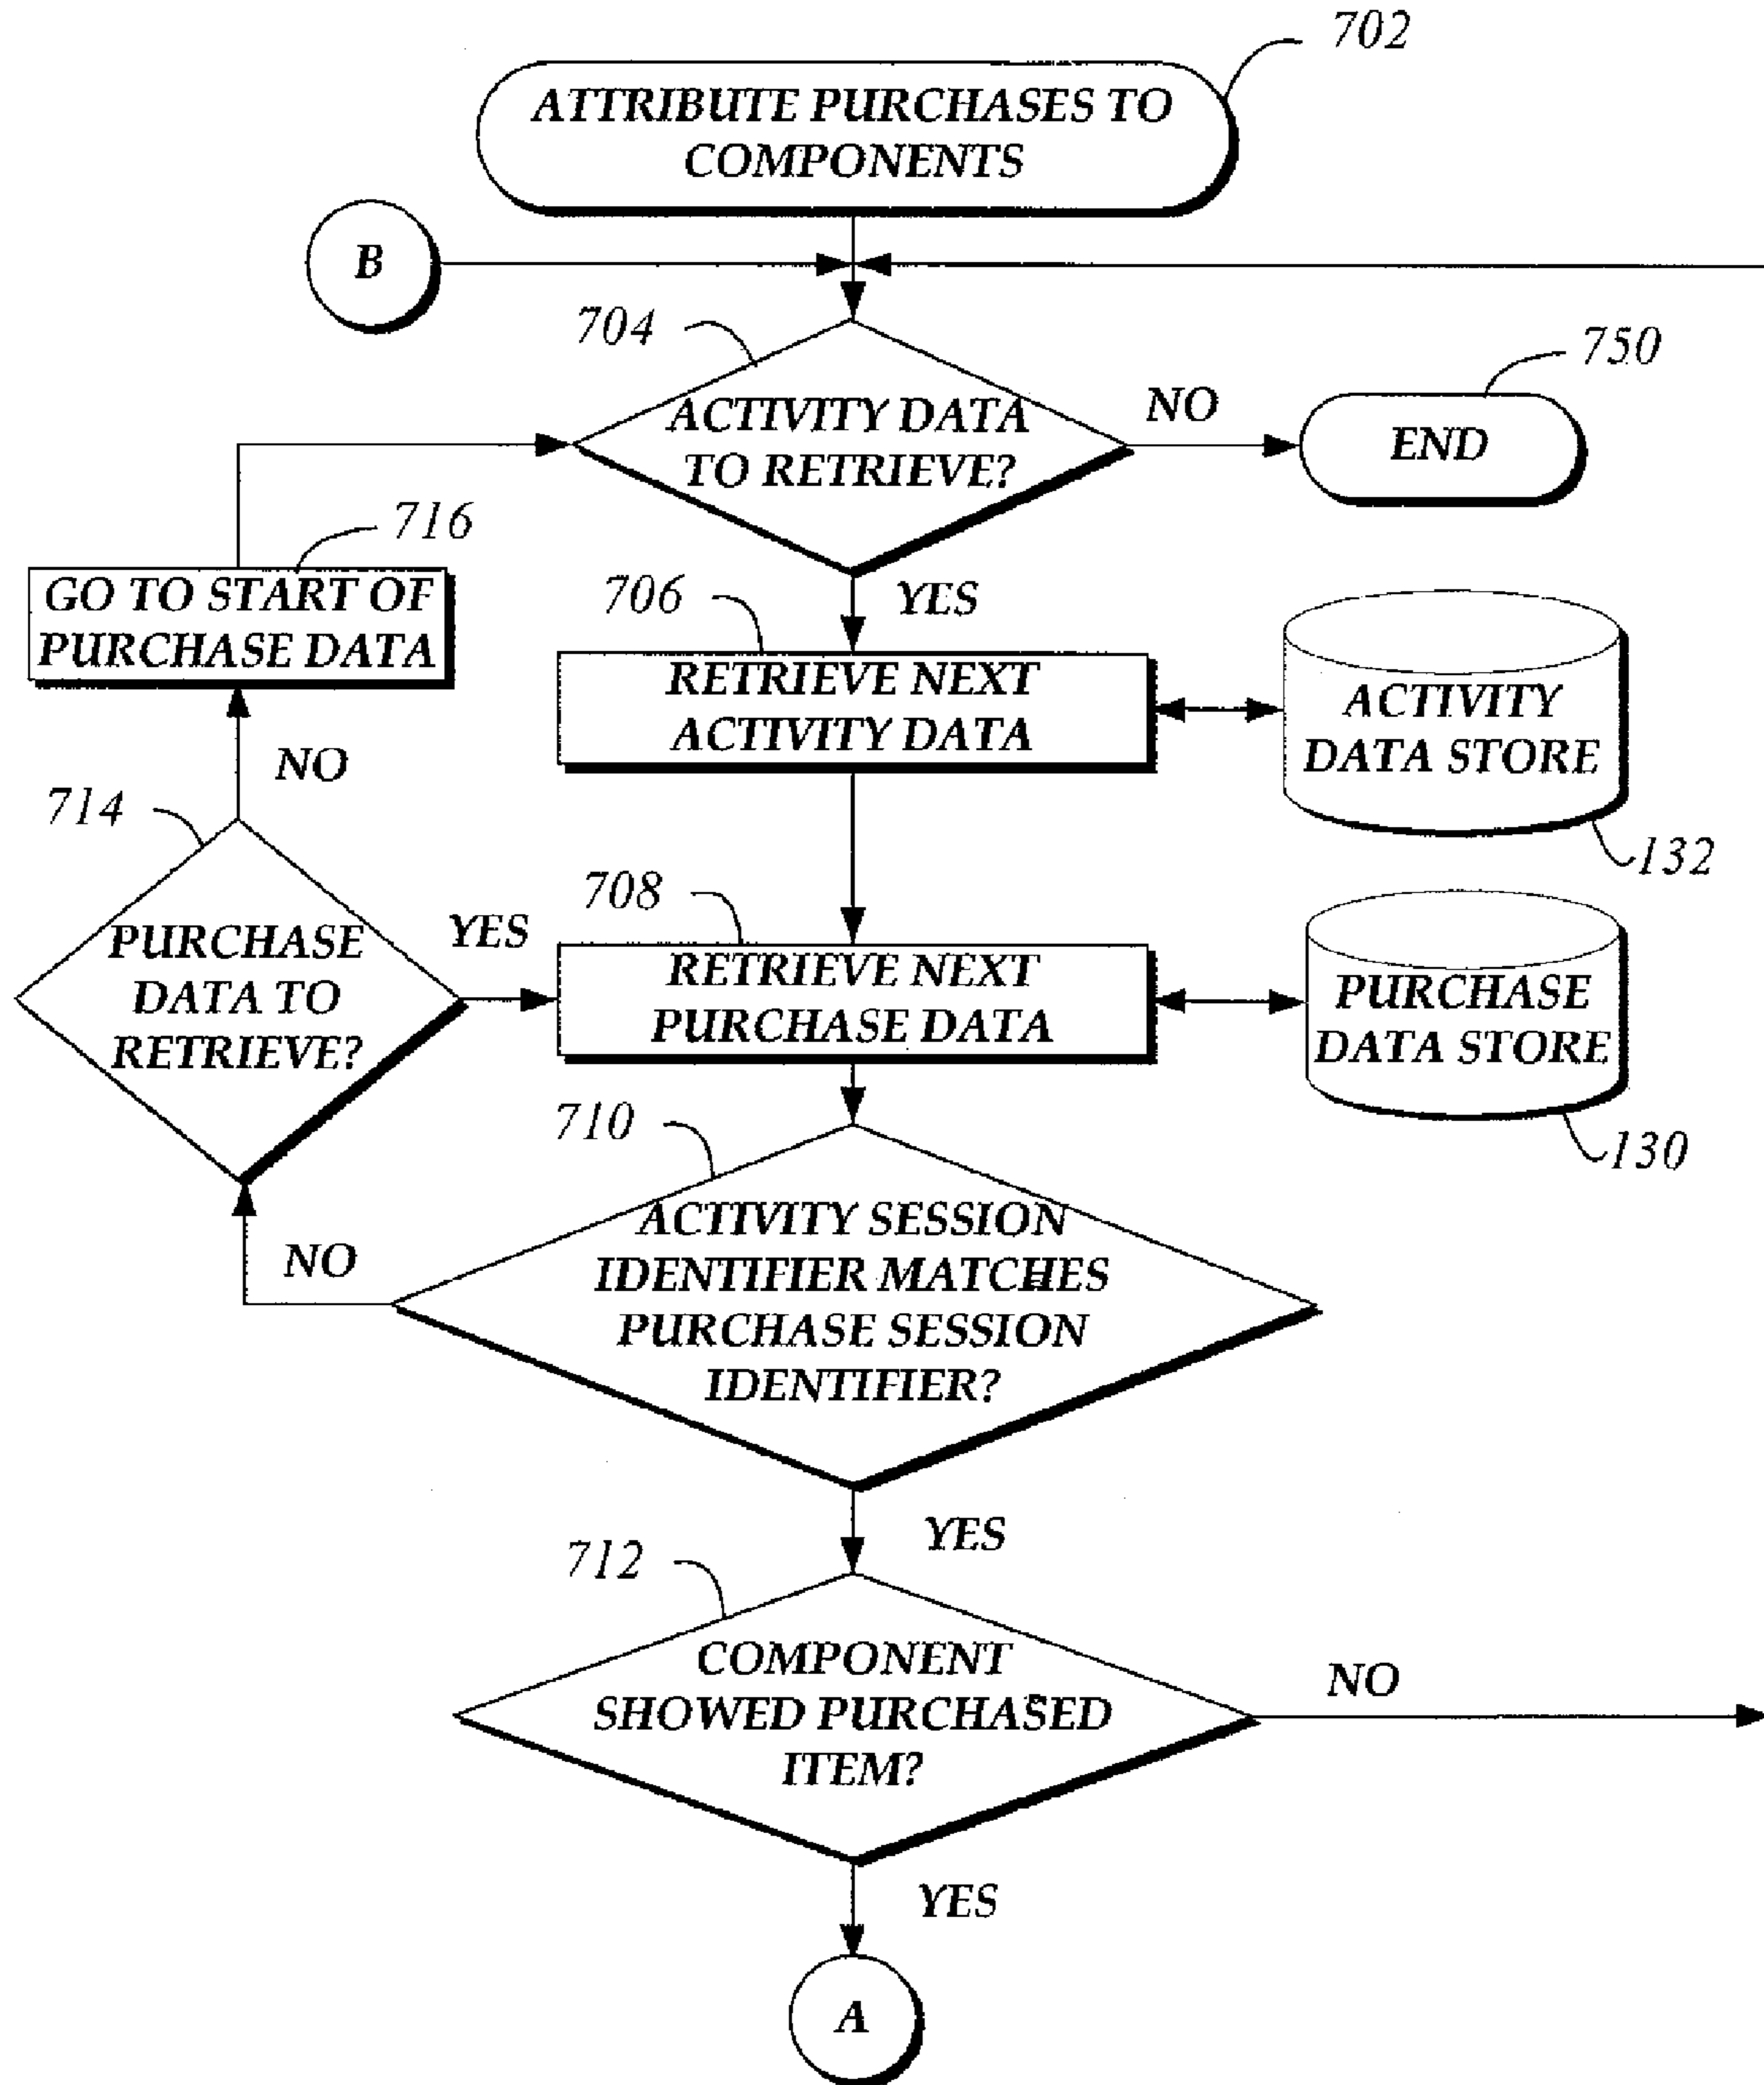 702
ATTRIBUTE PURCHASES TO
COMPONENTS
B
704
750
ACTIVITY DATA
TO RETRIEVE?
NO
END
716
GO TO START OF
PURCHASE DATA
706
YES
RETRIEVE NEXT
ACTIVITY DATA
ACTIVITY
DATA STORE
NO
714
132
708
PURCHASE
DATA TO
RETRIEVE?
YES
RETRIEVE NEXT
PURCHASE DATA
PURCHASE
DATA STORE
710
130
ACTIVITY SESSION
IDENTIFIER MATCHES
PURCHASE SESSION
IDENTIFIER?
NO
YES
712
COMPONENT
SHOWED PURCHASED
ITEM?
NO
YES
A